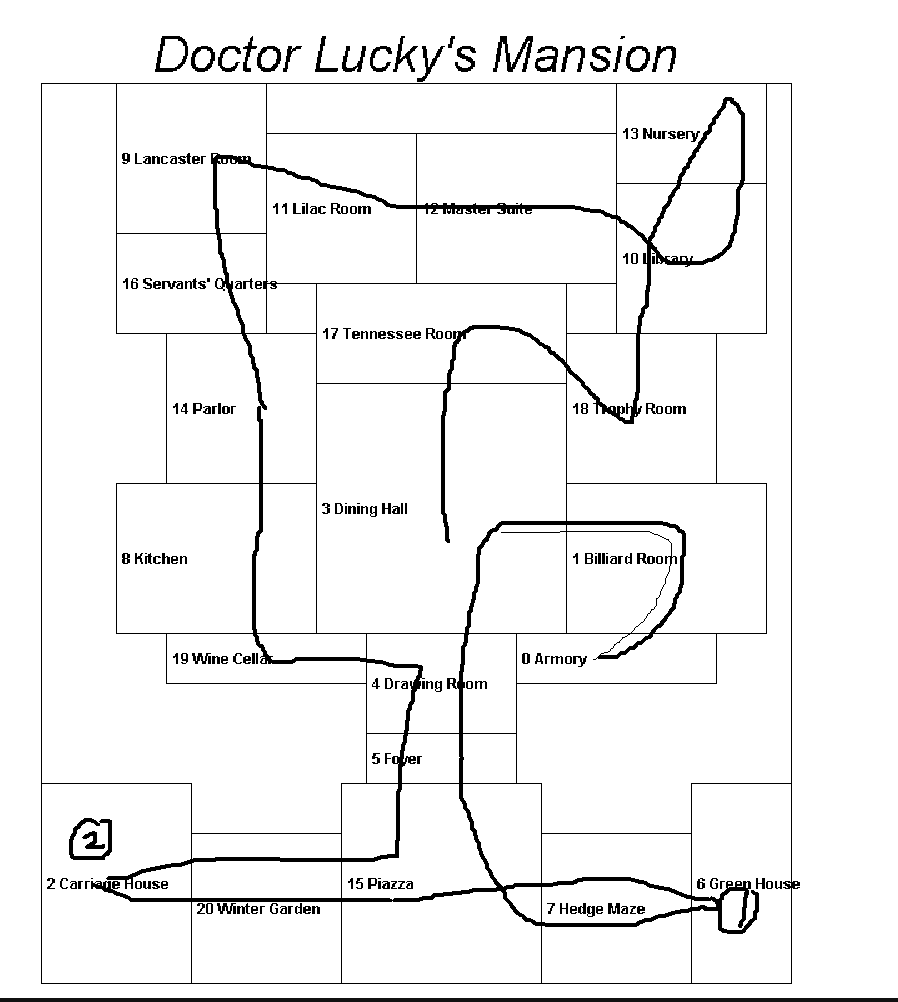 Doctor Lucky's Mansion
13 Nursery
9 Lancaster Room
11 Lilac Room
12 Master Suite
10 Library
16 Servants' Quarters
17 Tennessee Room
14 Parlor
18 Trophy Room
3 Dining Hall
8 Kitchen
1 Billiard Room
19 Wine Cellar
0 Armory
4 Drawing Room
5 Foyer
2
2 Carriage House
15 Piazza
6 Green House
20 Winter Garden
7 Hedge Maze
1